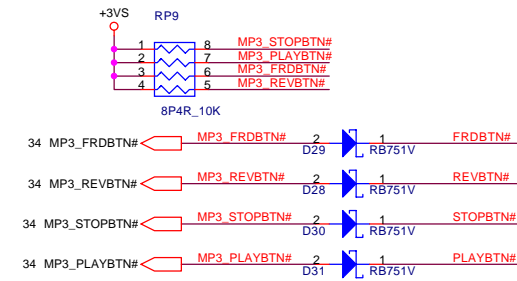 +3VS RP9
1 8 MP3_STOPBTN#
2 7 MP3_PLAYBTN#
3 6 MP3_FRDBTN#
4 5 MP3_REVBTN#
8P4R_10K
34 MP3_FRDBTN# MP3_FRDBTN# 2 1 FRDBTN#
D29 RB751V
34 MP3_REVBTN# MP3_REVBTN# 2 1 REVBTN#
D28 RB751V
34 MP3_STOPBTN# MP3_STOPBTN# 2 1 STOPBTN#
D30 RB751V
34 MP3_PLAYBTN# MP3_PLAYBTN# 2 1 PLAYBTN#
D31 RB751V